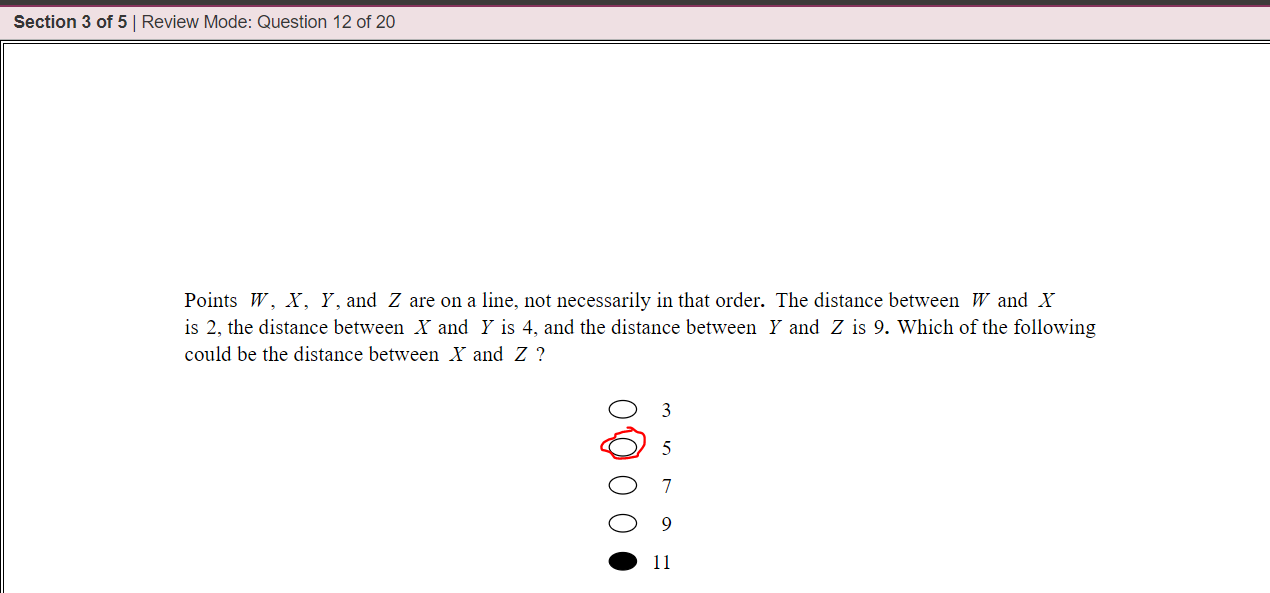 Section 3 of 5 | Review Mode: Question 12 of 20
Points W, X, Y, and Z are on a line, not necessarily in that order. The distance between W and X
is 2, the distance between X and Y is 4, and the distance between Y and Z is 9. Which of the following
could be the distance between X and Z ?
3
5
7
9
11